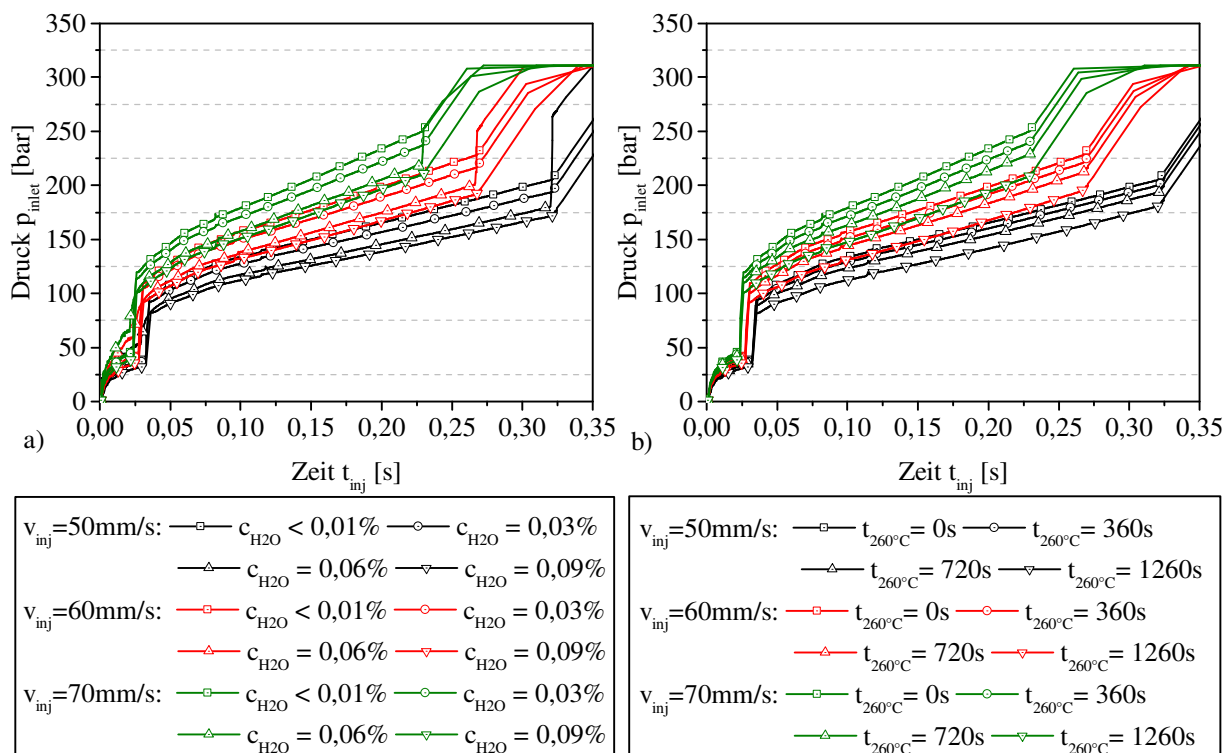 350
300
250
200
150
100
50
0
Druck p_inlet [bar]
0,00 0,05 0,10 0,15 0,20 0,25 0,30 0,35
a)
Zeit t_inj [s]
350
300
250
200
150
100
50
0
Druck p_inlet [bar]
0,00 0,05 0,10 0,15 0,20 0,25 0,30 0,35
b)
Zeit t_inj [s]
v_inj=50mm/s: c_H2O < 0,01% c_H2O = 0,03%
c_H2O = 0,06% c_H2O = 0,09%
v_inj=60mm/s: c_H2O < 0,01% c_H2O = 0,03%
c_H2O = 0,06% c_H2O = 0,09%
v_inj=70mm/s: c_H2O < 0,01% c_H2O = 0,03%
c_H2O = 0,06% c_H2O = 0,09%
v_inj=50mm/s: t_260°C= 0s t_260°C= 360s
t_260°C= 720s t_260°C= 1260s
v_inj=60mm/s: t_260°C= 0s t_260°C= 360s
t_260°C= 720s t_260°C= 1260s
v_inj=70mm/s: t_260°C= 0s t_260°C= 360s
t_260°C= 720s t_260°C= 1260s